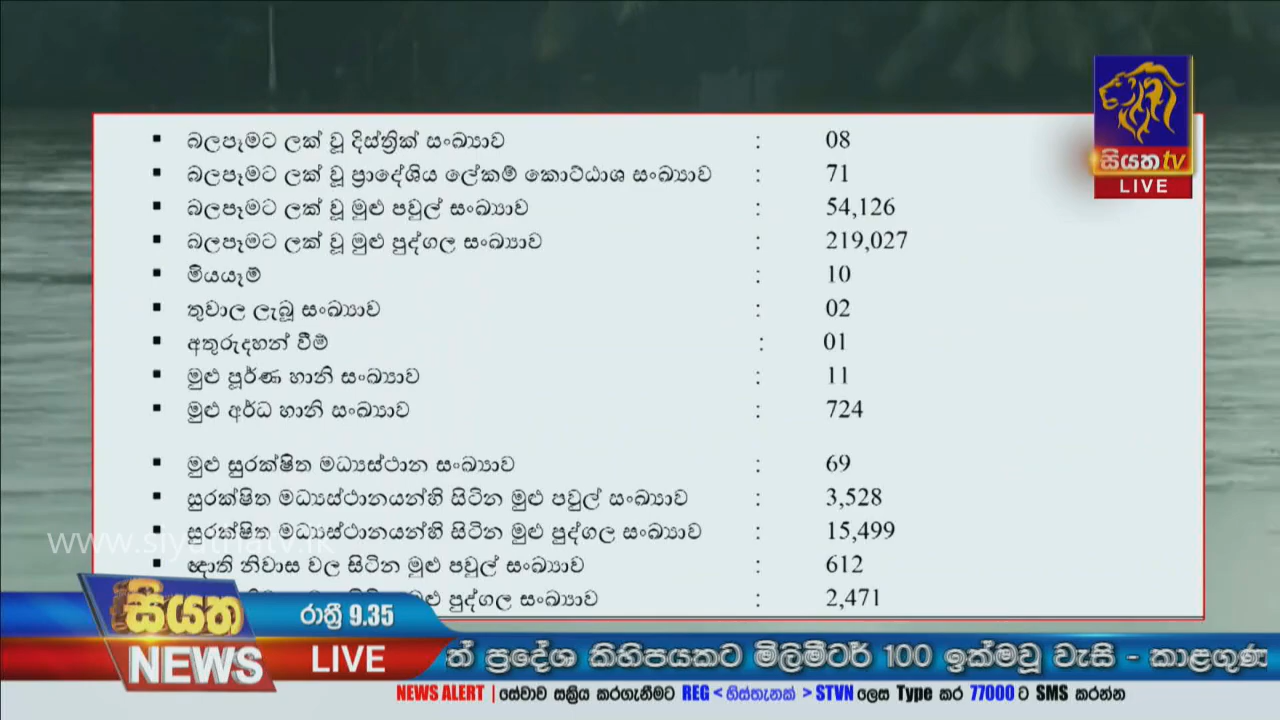 සියත tv
LIVE
▪ බලපෑමට ලක් වූ දිස්ත්‍රික් සංඛ්‍යාව : 08
▪ බලපෑමට ලක් වූ ප්‍රාදේශිය ලේකම් කොට්ඨාශ සංඛ්‍යාව : 71
▪ බලපෑමට ලක් වූ මුළු පවුල් සංඛ්‍යාව : 54,126
▪ බලපෑමට ලක් වූ මුළු පුද්ගල සංඛ්‍යාව : 219,027
▪ මියයෑම් : 10
▪ තුවාල ලැබූ සංඛ්‍යාව : 02
▪ අතුරුදහන් වීම් : 01
▪ මුළු පූර්ණ හානි සංඛ්‍යාව : 11
▪ මුළු අර්ධ හානි සංඛ්‍යාව : 724
▪ මුළු සුරක්ෂිත මධ්‍යස්ථාන සංඛ්‍යාව : 69
▪ සුරක්ෂිත මධ්‍යස්ථානයන්හි සිටින මුළු පවුල් සංඛ්‍යාව : 3,528
▪ සුරක්ෂිත මධ්‍යස්ථානයන්හි සිටින මුළු පුද්ගල සංඛ්‍යාව : 15,499
www.siyathatv.lk
▪ ඥාති නිවාස වල සිටින මුළු පවුල් සංඛ්‍යාව : 612
මුළු පුද්ගල සංඛ්‍යාව : 2,471
සියත NEWS
රාත්‍රී 9.35
LIVE
ප්‍රදේශ කිහිපයකට මිලිමීටර් 100 ඉක්මවූ වැසි - කාළගුණ
NEWS ALERT | සේවාව සක්‍රිය කරගැනීමට REG < හිස්තැනක් > STVN ලෙස Type කර 77000 ට SMS කරන්න